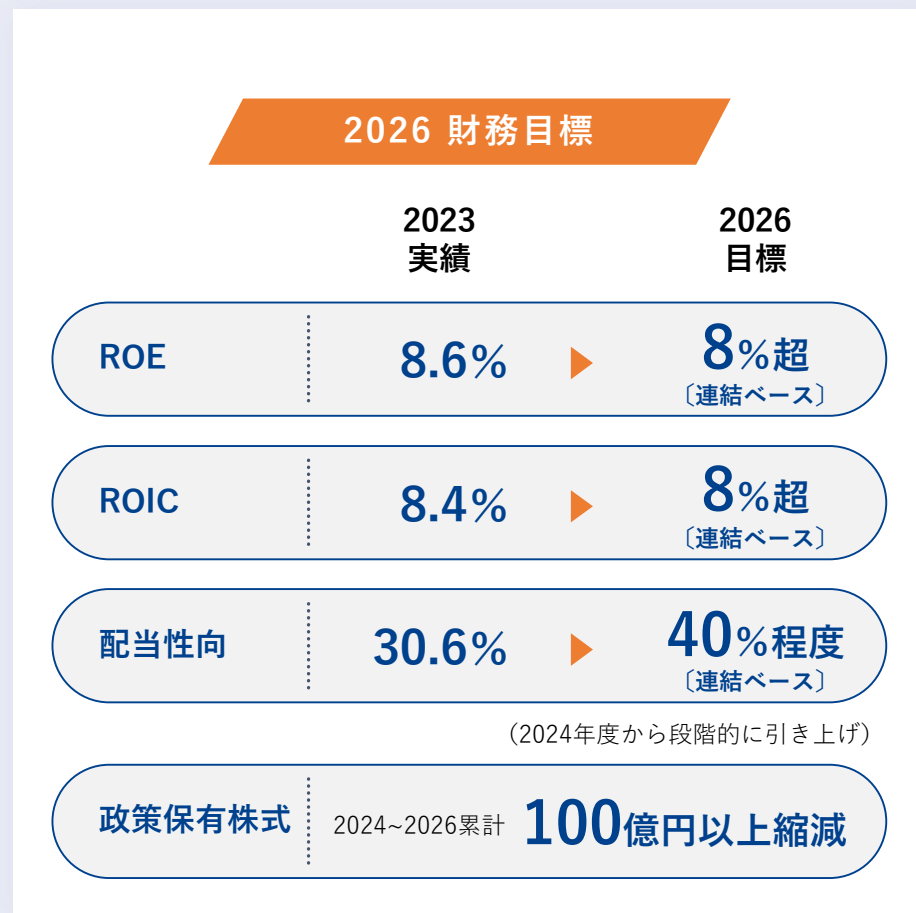 2026 財務目標
2023 2026
実績 目標
ROE 8.6% 8%超
〔連結ベース〕
ROIC 8.4% 8%超
〔連結ベース〕
配当性向 30.6% 40%程度
〔連結ベース〕
（2024年度から段階的に引き上げ）
政策保有株式 2024~2026累計 100億円以上縮減